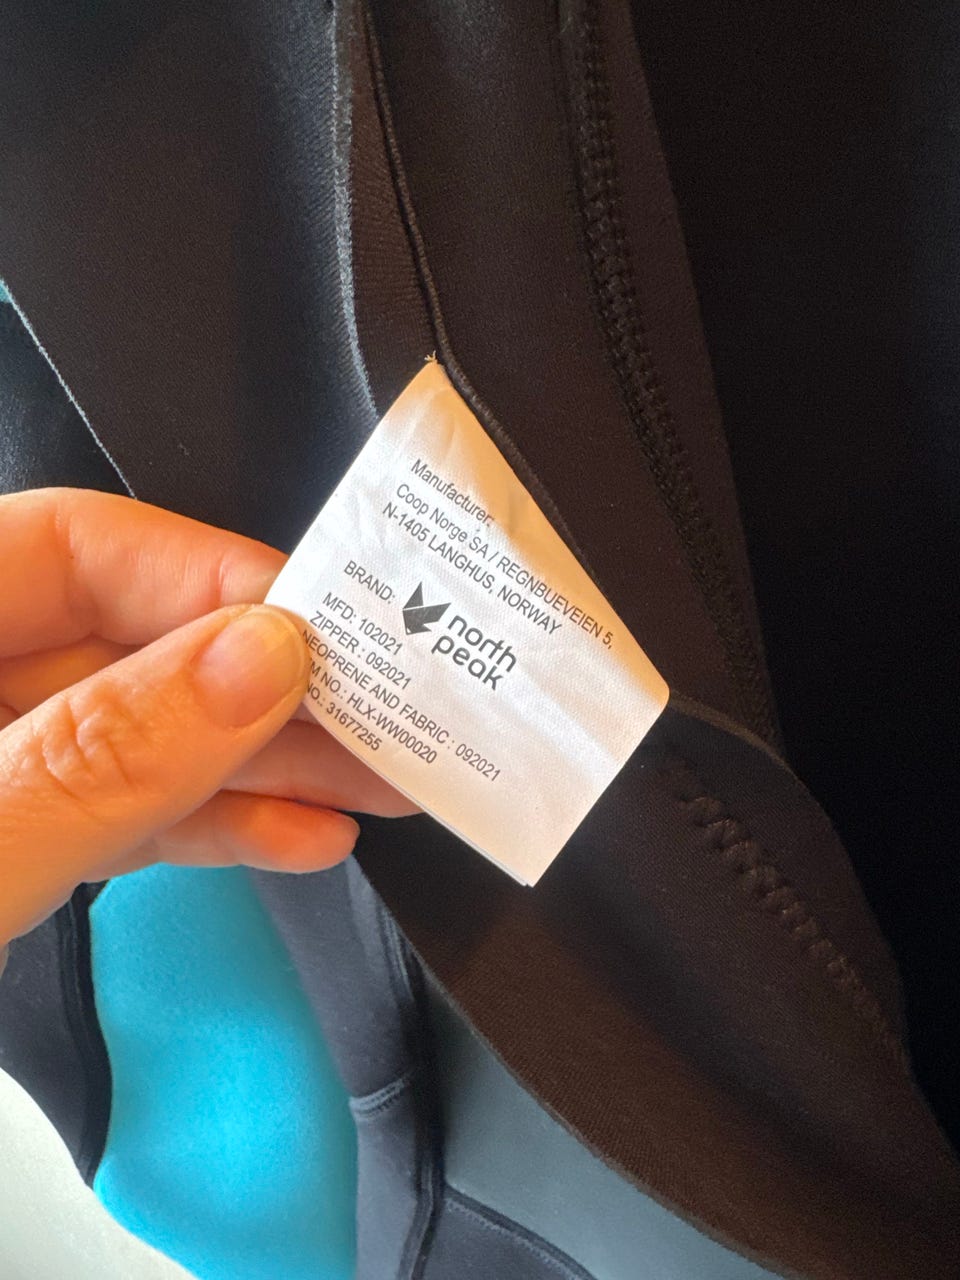 Manufacturer:
Coop Norge SA / REGNBUEVEIEN 5,
N-1405 LANGHUS, NORWAY
BRAND:
north
peak
MFD: 102021
ZIPPER : 092021
NEOPRENE AND FABRIC : 092021
M NO.: HLX-WW00020
NO.: 31677255